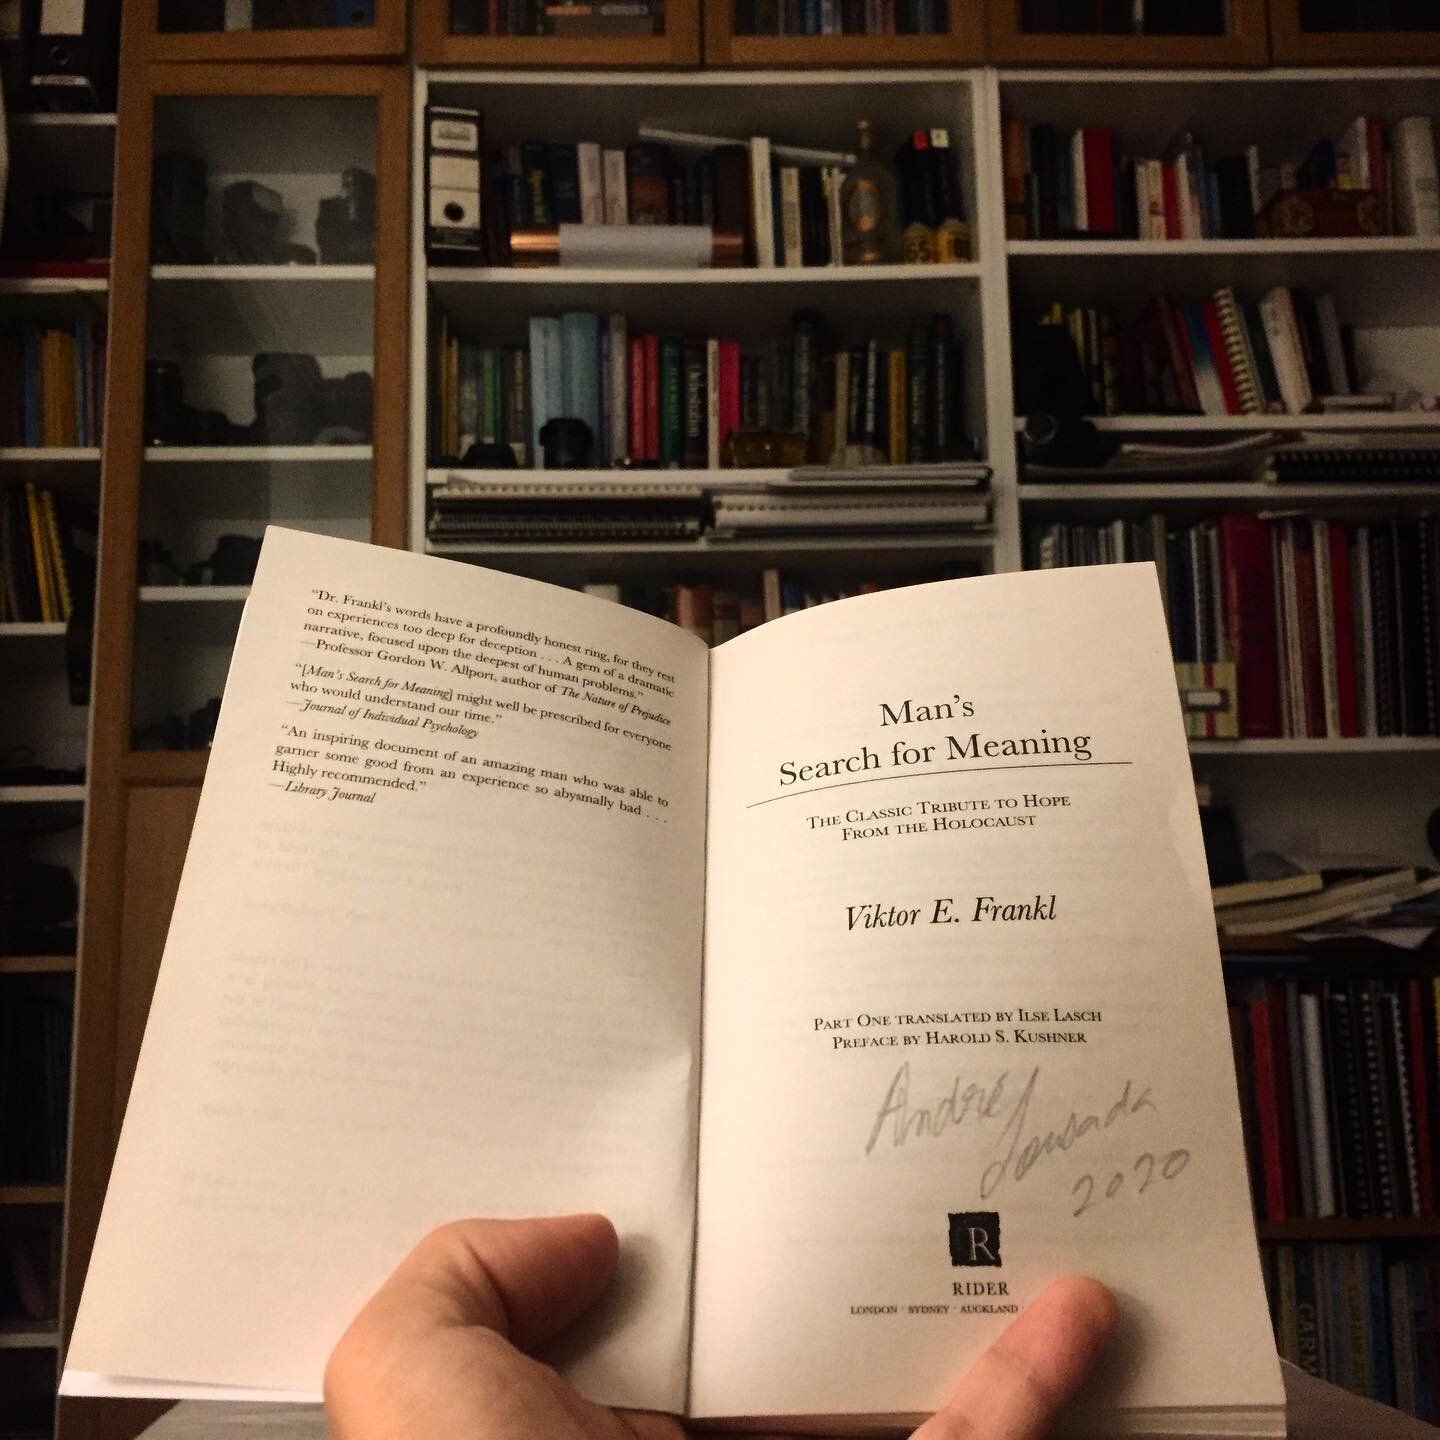 "Dr. Frankl's words have a profoundly honest ring, for they rest
on experiences too deep for deception . . . A gem of a dramatic
narrative, focused upon the deepest of human problems."
—Professor Gordon W. Allport, author of The Nature of Prejudice
"[Man's Search for Meaning] might well be prescribed for everyone
who would understand our time."
—Journal of Individual Psychology
"An inspiring document of an amazing man who was able to
garner some good from an experience so abysmally bad . . .
Highly recommended."
—Library Journal
Man's
Search for Meaning
THE CLASSIC TRIBUTE TO HOPE
FROM THE HOLOCAUST
Viktor E. Frankl
PART ONE TRANSLATED BY ILSE LASCH
PREFACE BY HAROLD S. KUSHNER
André
Lousada
2020
R
RIDER
LONDON · SYDNEY · AUCKLAND ·